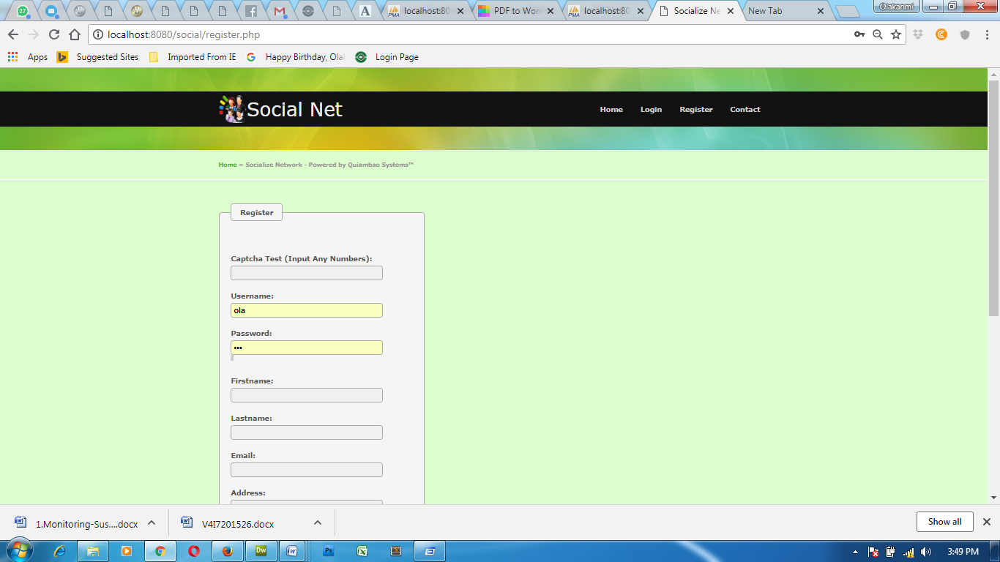 27
localhost:80
PDF to Wor
localhost:80
Socialize Ne
New Tab
Olakanmi
localhost:8080/social/register.php
Apps
Suggested Sites
Imported From IE
Happy Birthday, Ola
Login Page
Social Net
Home
Login
Register
Contact
Home » Socialize Network - Powered by Quiambao Systems™
Register
Captcha Test (Input Any Numbers):
Username:
ola
Password:
•••
Firstname:
Lastname:
Email:
Address:
1.Monitoring-Sus....docx
V4I7201526.docx
Show all
Dw
Ps
3:49 PM